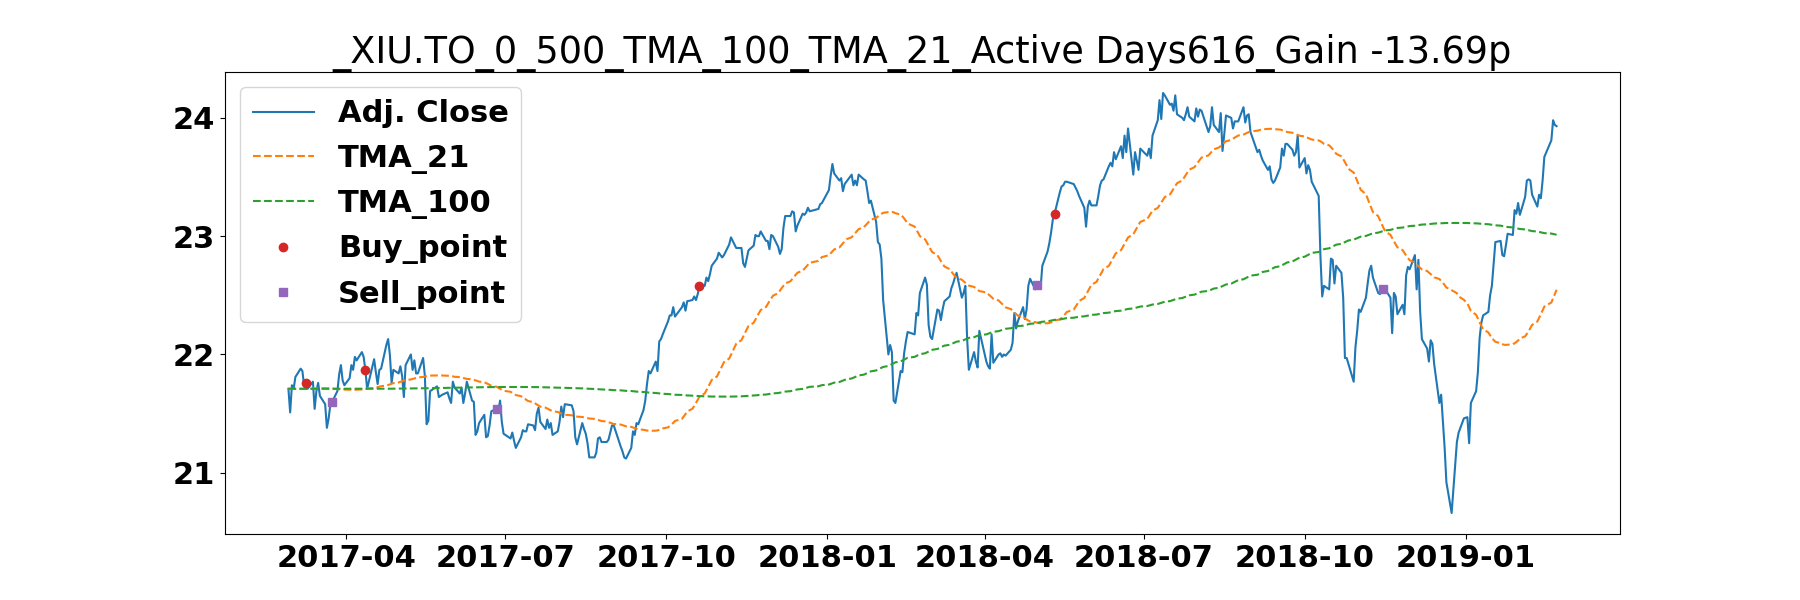 _XIU.TO_0_500_TMA_100_TMA_21_Active Days616_Gain -13.69p
Adj. Close
TMA_21
TMA_100
Buy_point
Sell_point
24
23
22
21
2017-04 2017-07 2017-10 2018-01 2018-04 2018-07 2018-10 2019-01